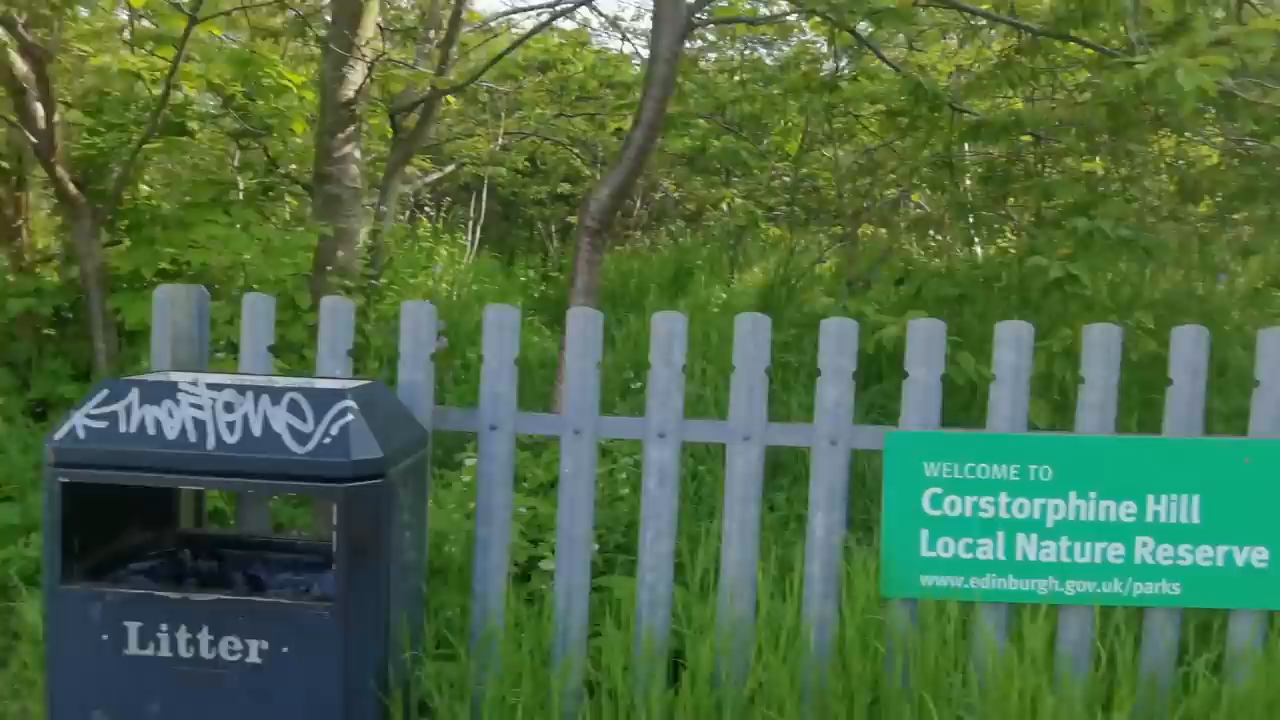 Litter
WELCOME TO
Corstorphine Hill
Local Nature Reserve
www.edinburgh.gov.uk/parks